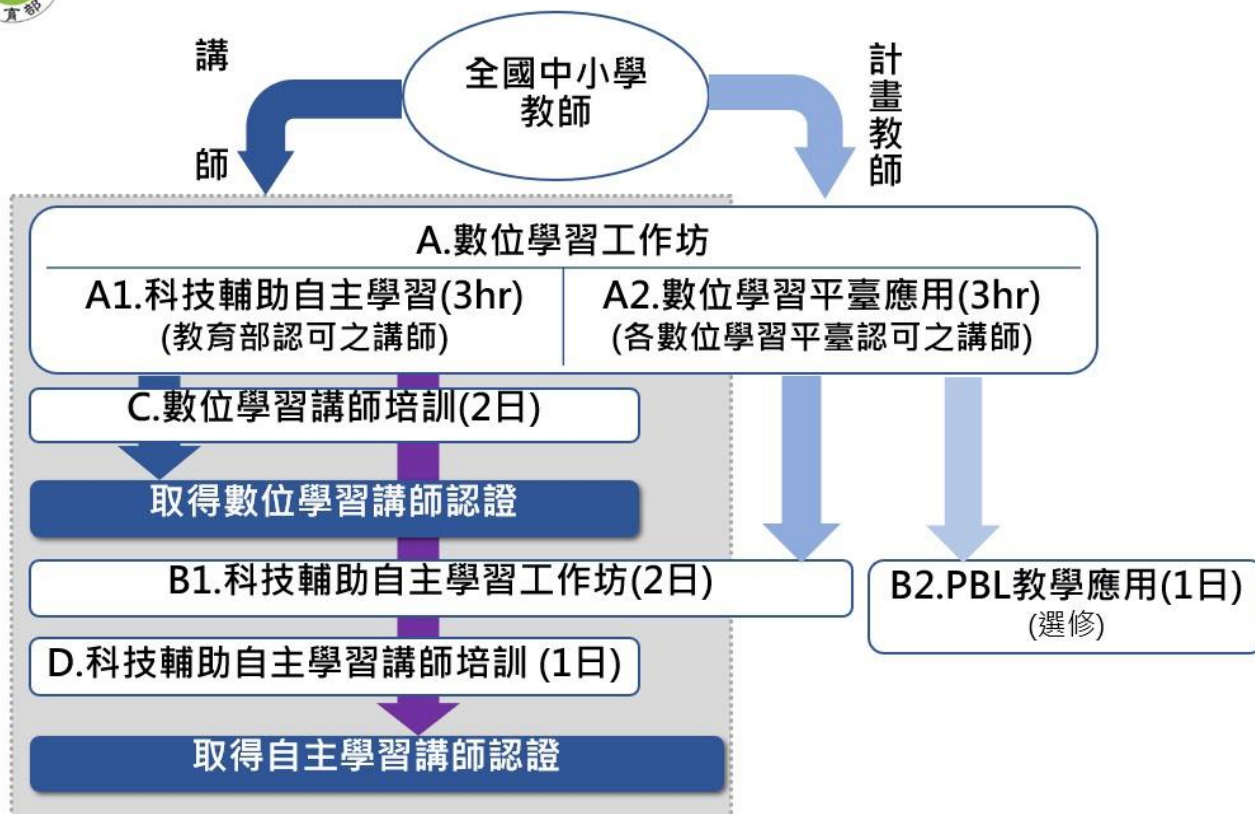 育部
講師
全國中小學
教師
計畫教師
A.數位學習工作坊
A1.科技輔助自主學習(3hr)
(教育部認可之講師)
A2.數位學習平臺應用(3hr)
(各數位學習平臺認可之講師)
C.數位學習講師培訓(2日)
取得數位學習講師認證
B1.科技輔助自主學習工作坊(2日)
B2.PBL教學應用(1日)
(選修)
D.科技輔助自主學習講師培訓 (1日)
取得自主學習講師認證